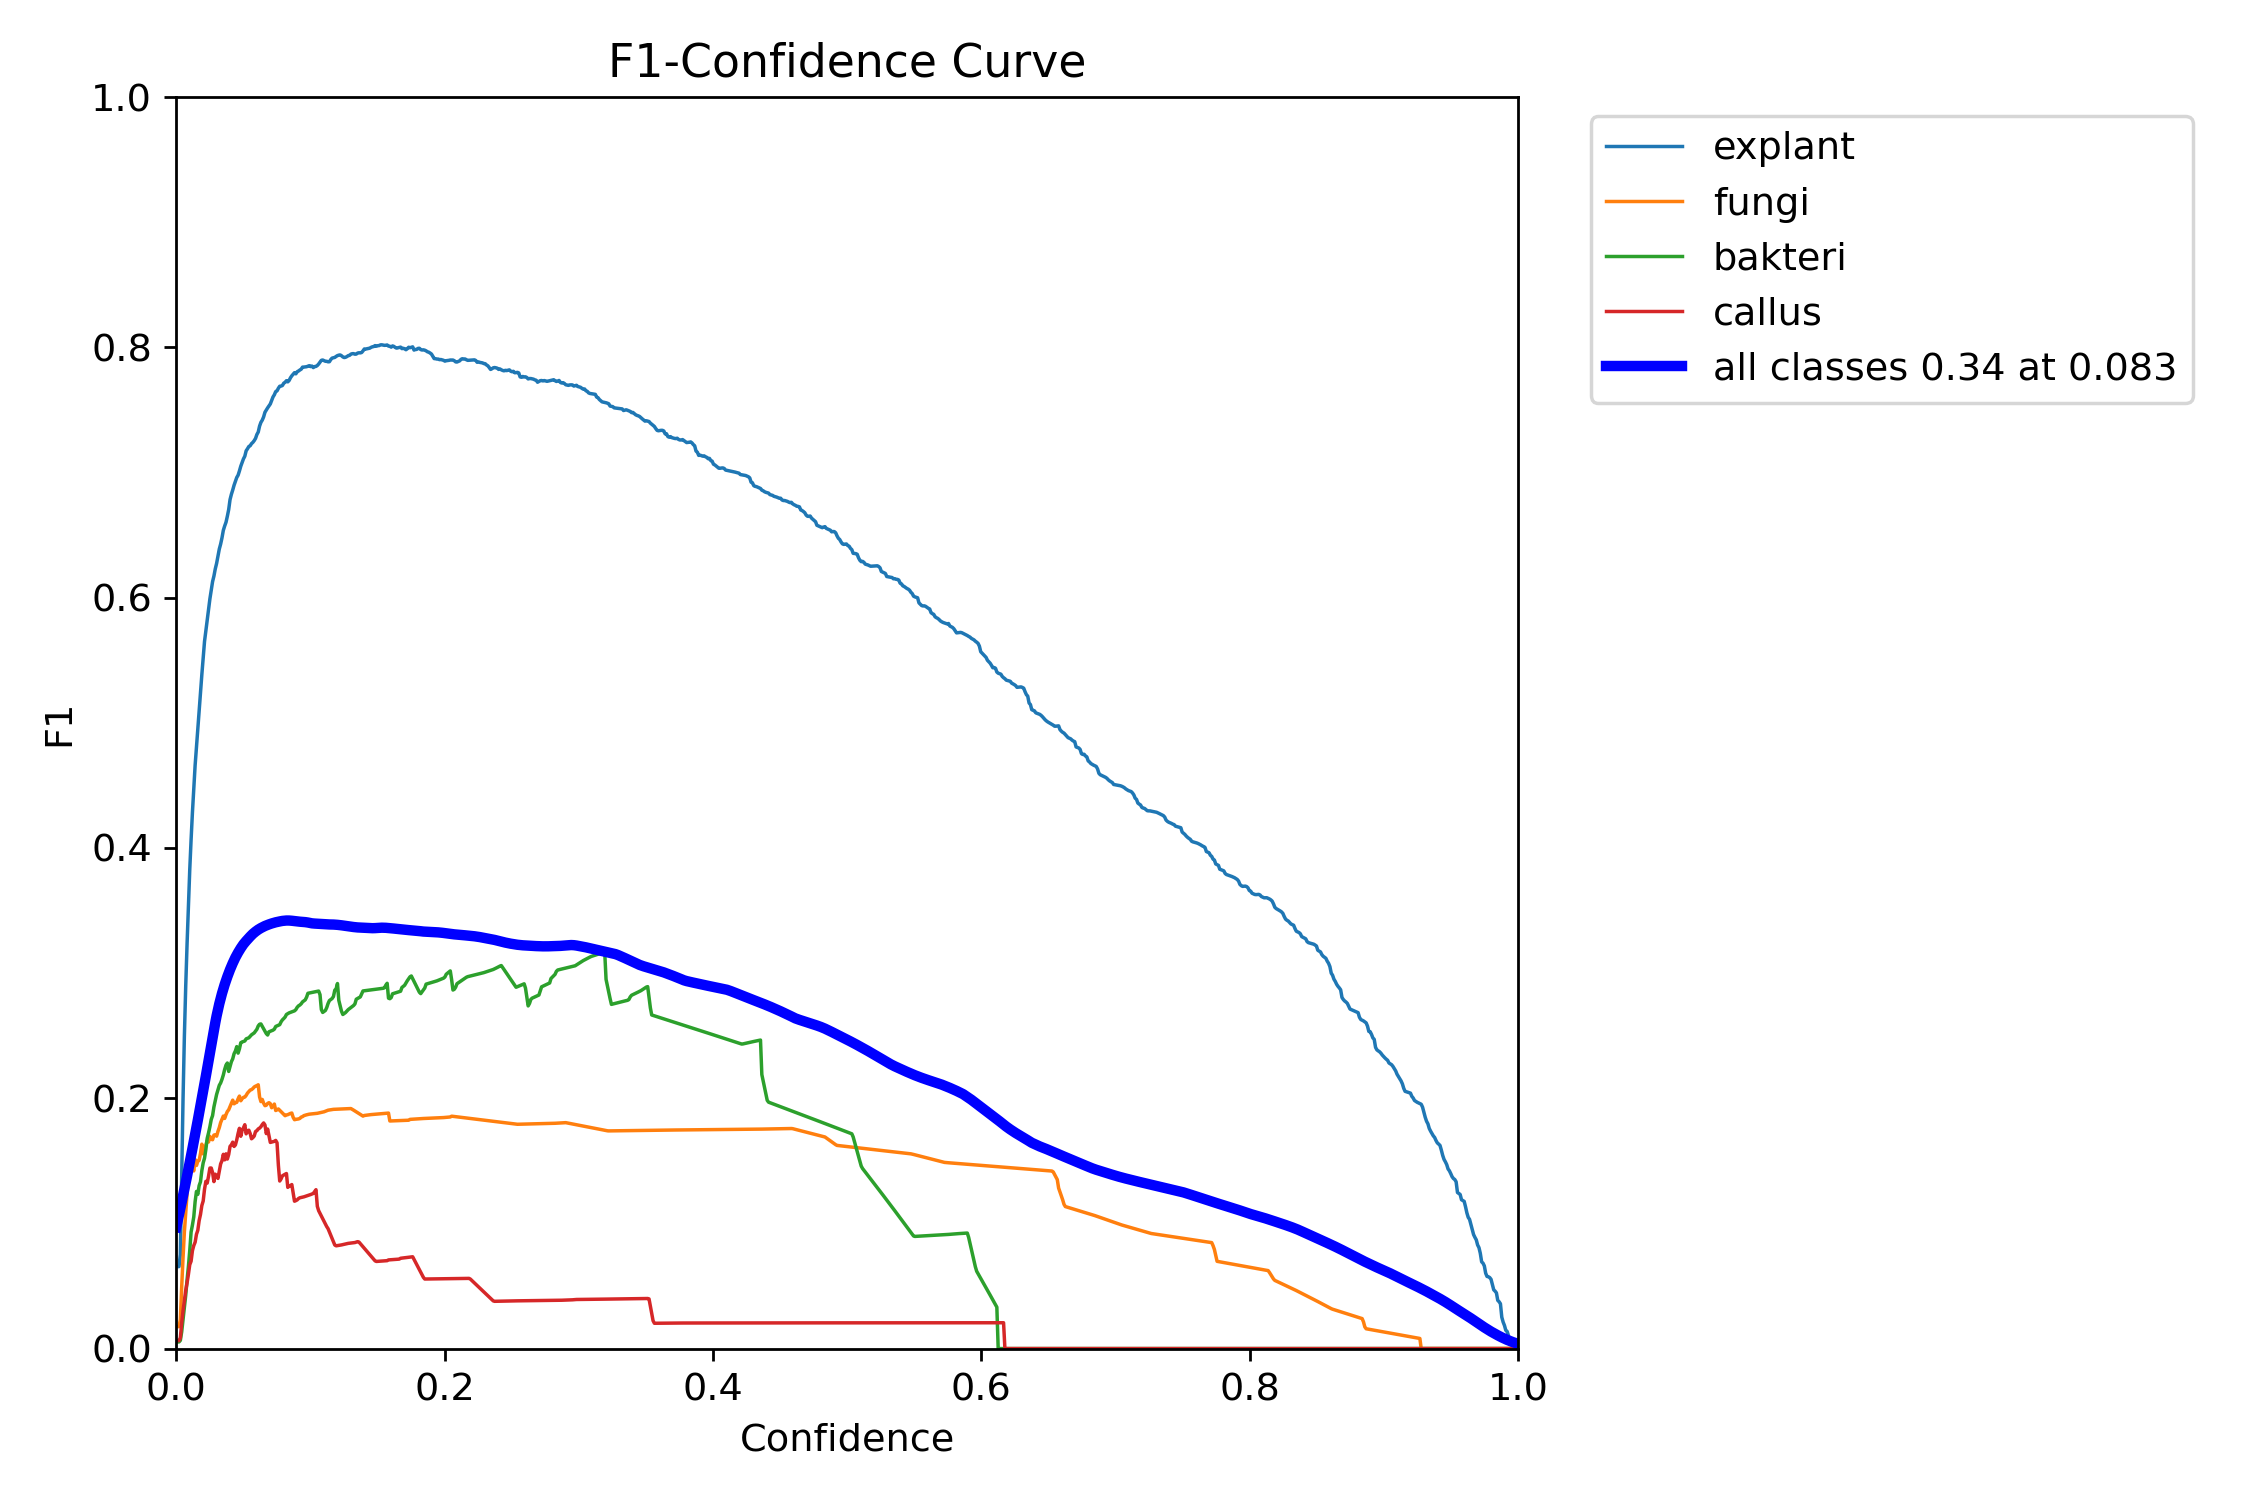 F1-Confidence Curve
1.0
0.8
0.6
0.4
0.2
0.0
F1
0.0 0.2 0.4 0.6 0.8 1.0
Confidence
explant
fungi
bakteri
callus
all classes 0.34 at 0.083